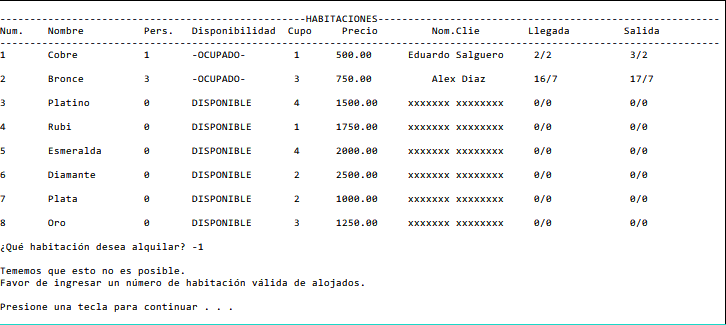 --------------------------------------------------HABITACIONES--------------------------------------------------------
Num. Nombre Pers. Disponibilidad Cupo Precio Nom.Clie Llegada Salida
------------------------------------------------------------------------------------------------------------------------
1 Cobre 1 -OCUPADO- 1 500.00 Eduardo Salguero 2/2 3/2
2 Bronce 3 -OCUPADO- 3 750.00 Alex Diaz 16/7 17/7
3 Platino 0 DISPONIBLE 4 1500.00 xxxxxxx xxxxxxxx 0/0 0/0
4 Rubi 0 DISPONIBLE 1 1750.00 xxxxxxx xxxxxxxx 0/0 0/0
5 Esmeralda 0 DISPONIBLE 4 2000.00 xxxxxxx xxxxxxxx 0/0 0/0
6 Diamante 0 DISPONIBLE 2 2500.00 xxxxxxx xxxxxxxx 0/0 0/0
7 Plata 0 DISPONIBLE 2 1000.00 xxxxxxx xxxxxxxx 0/0 0/0
8 Oro 0 DISPONIBLE 3 1250.00 xxxxxxx xxxxxxxx 0/0 0/0
¿Qué habitación desea alquilar? -1
Tememos que esto no es posible.
Favor de ingresar un número de habitación válida de alojados.
Presione una tecla para continuar . . .